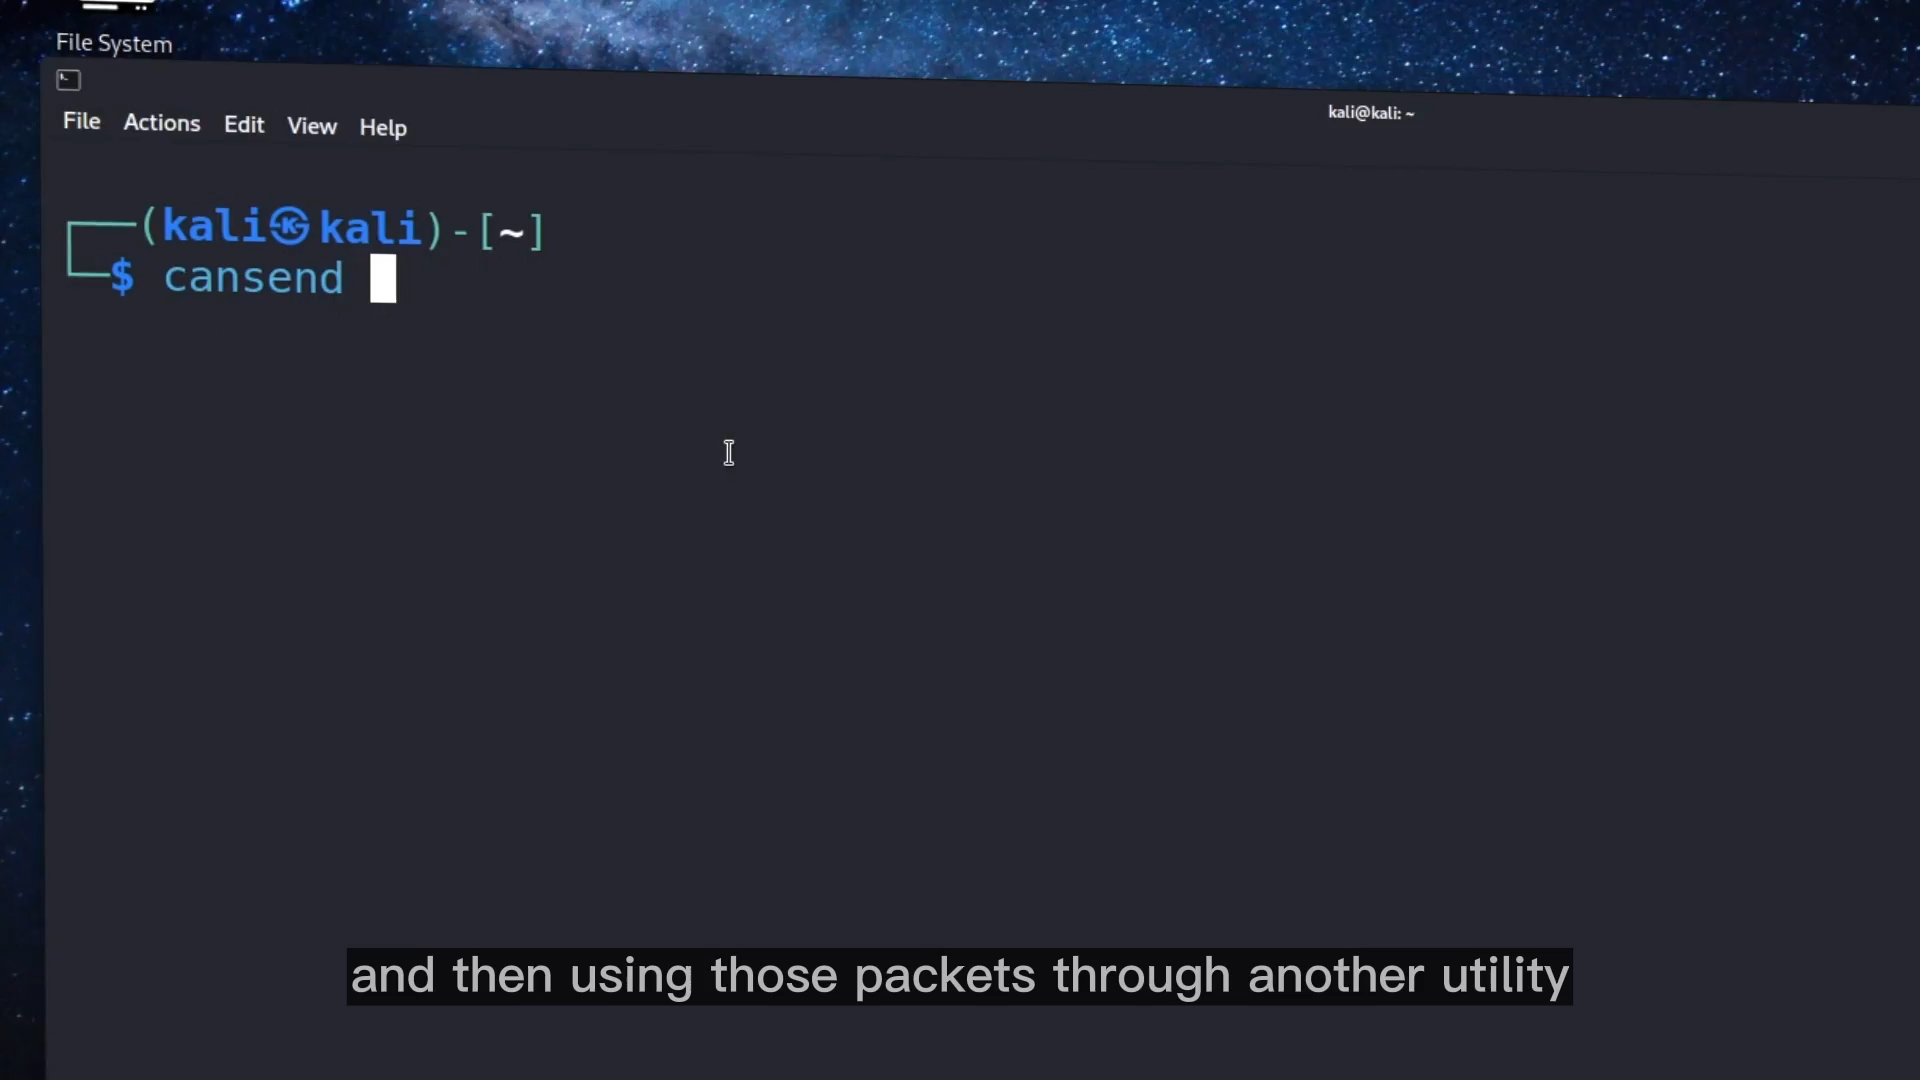 File System
kali@kali: ~
File Actions Edit View Help
(kali㉿kali)-[~]
$ cansend
and then using those packets through another utility